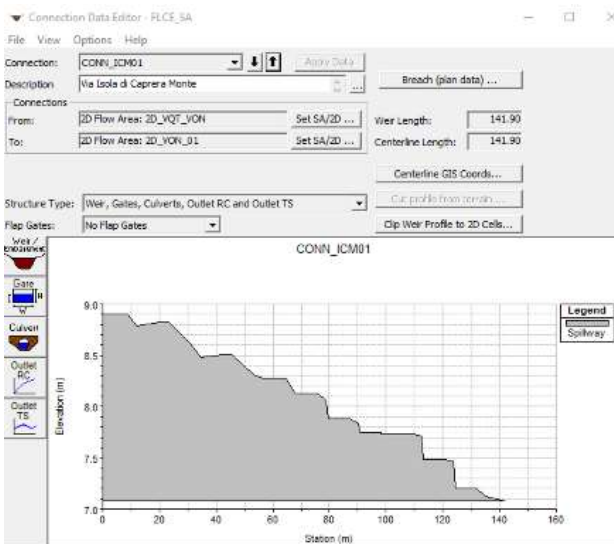 Connection Data Editor - FLCE_SA
File View Options Help
Connection: CONN_ICM01 Apply Data
Description Via Isola di Caprera Monte ... Breach (plan data) ...
Connections
From: 2D Flow Area: 2D_VQT_VON Set SA/2D ... Weir Length: 141.90
To: 2D Flow Area: 2D_VON_01 Set SA/2D ... Centerline Length: 141.90
Centerline GIS Coords...
Structure Type: Weir, Gates, Culverts, Outlet RC and Outlet TS Cut profile from terrain ...
Flap Gates: No Flap Gates Clip Weir Profile to 2D Cells...
Weir / Embankment
Gate
Culvert
Outlet RC
Outlet TS
CONN_ICM01
Legend
Spillway
Elevation (m)
9.0
8.5
8.0
7.5
7.0
0 20 40 60 80 100 120 140 160
Station (m)